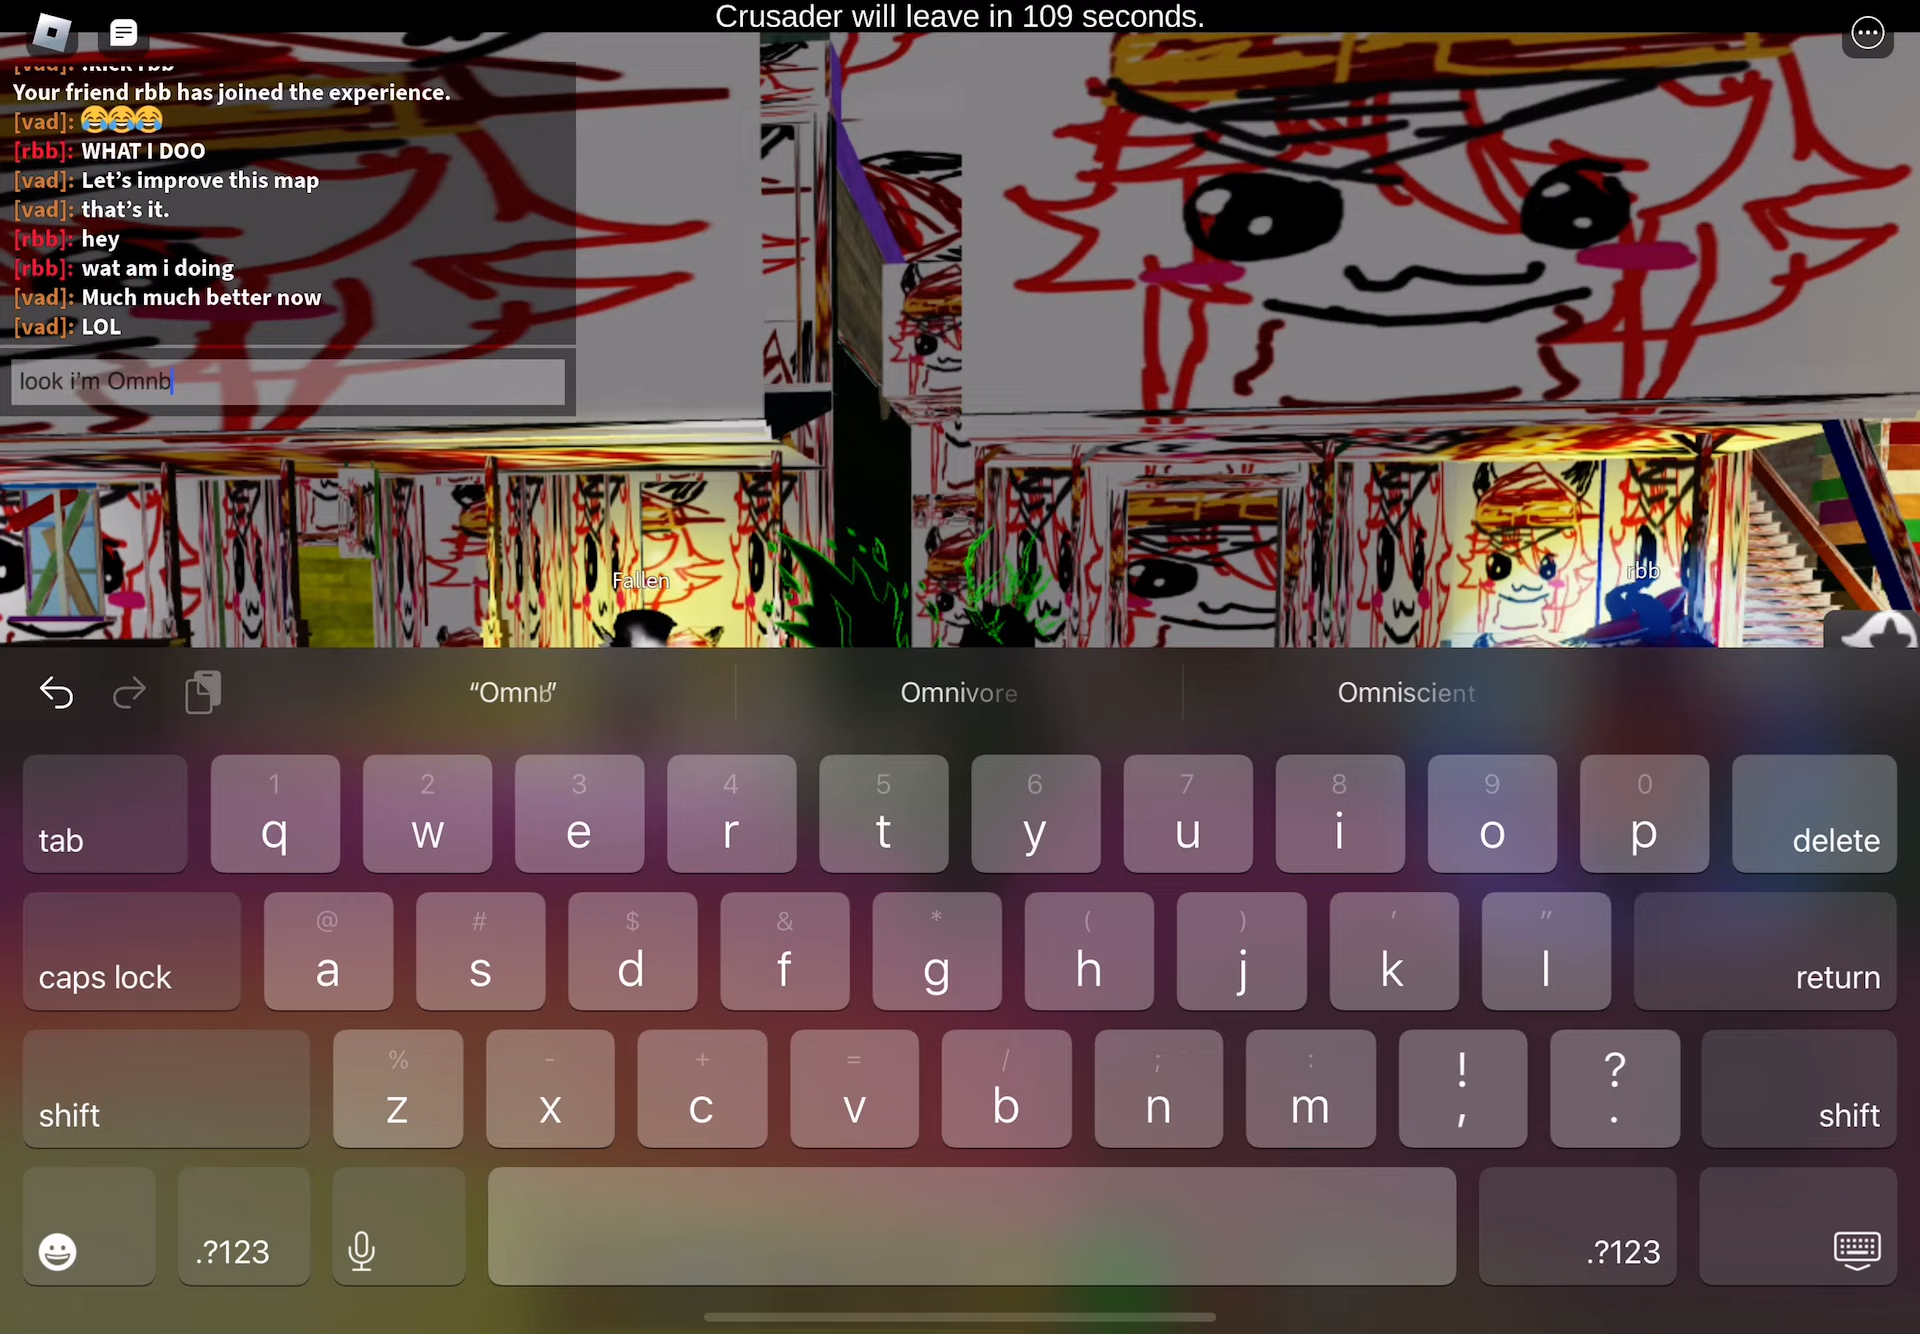 Crusader will leave in 109 seconds.
[vad]: :kick rbb
Your friend rbb has joined the experience.
[vad]: 😂😂😂
[rbb]: WHAT I DOO
[vad]: Let’s improve this map
[vad]: that’s it.
[rbb]: hey
[rbb]: wat am i doing
[vad]: Much much better now
[vad]: LOL
look i’m Omnb
Fallen
rbb
“Omnb” Omnivore Omniscient
1 2 3 4 5 6 7 8 9 0
tab q w e r t y u i o p delete
@ # $ & * ( ) ' "
caps lock a s d f g h j k l return
% - + = / ; : ! ?
shift z x c v b n m , . shift
.?123 .?123